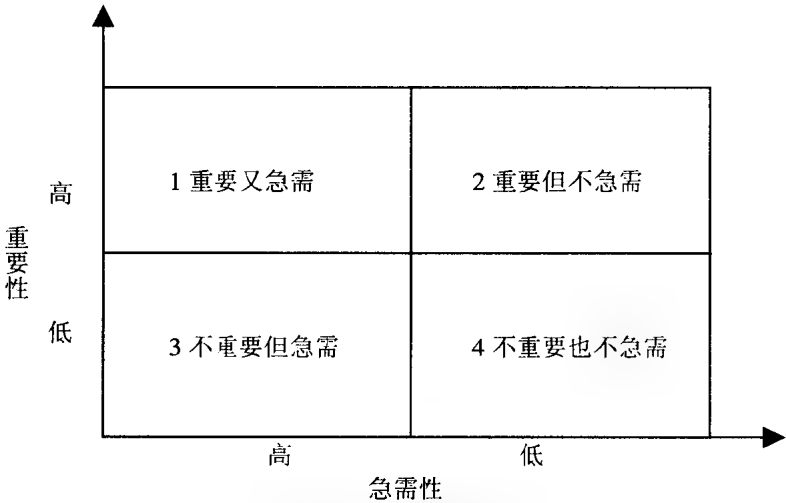 1 重要又急需
2 重要但不急需
高
重要性
低
3 不重要但急需
4 不重要也不急需
高
低
急需性